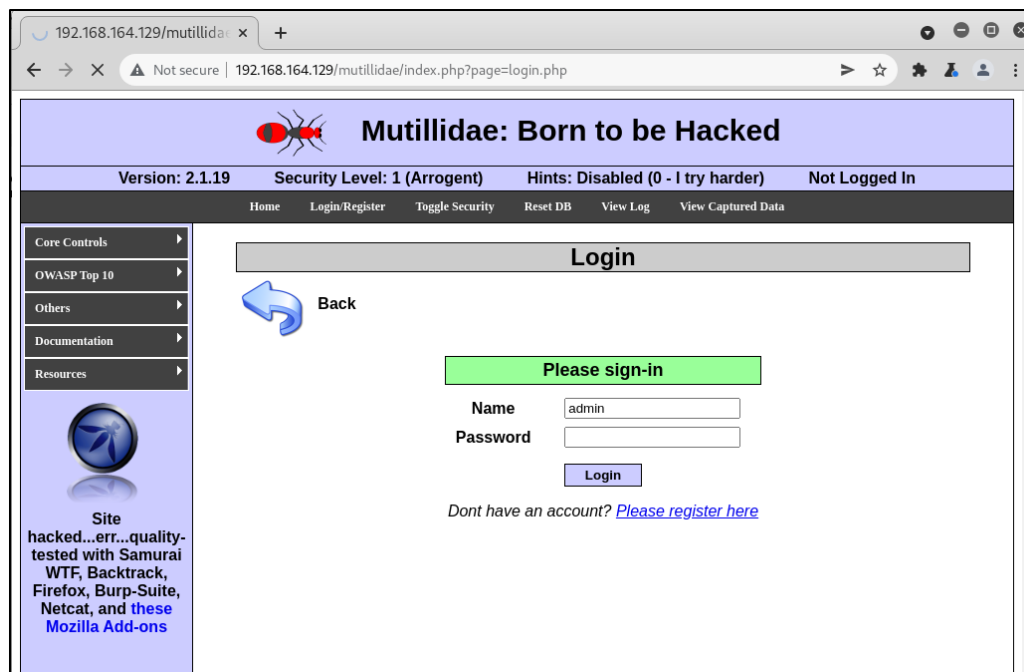 192.168.164.129/mutillidae
Not secure 192.168.164.129/mutillidae/index.php?page=login.php
Mutillidae: Born to be Hacked
Version: 2.1.19 Security Level: 1 (Arrogent) Hints: Disabled (0 - I try harder) Not Logged In
Home Login/Register Toggle Security Reset DB View Log View Captured Data
Core Controls
OWASP Top 10
Others
Documentation
Resources
Site
hacked...err...quality-
tested with Samurai
WTF, Backtrack,
Firefox, Burp-Suite,
Netcat, and these
Mozilla Add-ons
Login
Back
Please sign-in
Name admin
Password
Login
Dont have an account? Please register here